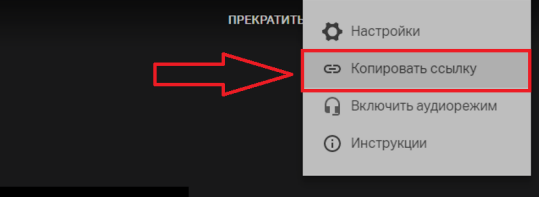 ПРЕКРАТИТЬ
Настройки
Копировать ссылку
Включить аудиорежим
Инструкции